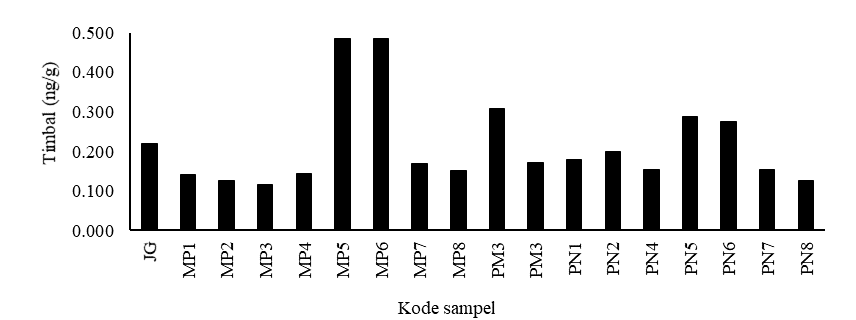 0.500
0.400
0.300
0.200
0.100
0.000
Timbal (ng/g)
JG
MP1
MP2
MP3
MP4
MP5
MP6
MP7
MP8
PM3
PM3
PN1
PN2
PN4
PN5
PN6
PN7
PN8
Kode sampel